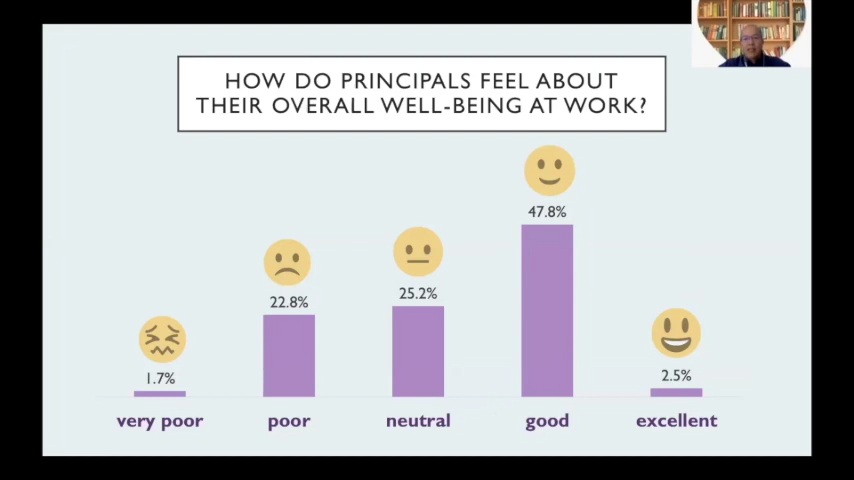 HOW DO PRINCIPALS FEEL ABOUT
THEIR OVERALL WELL-BEING AT WORK?
47.8%
25.2%
22.8%
2.5%
1.7%
very poor poor neutral good excellent